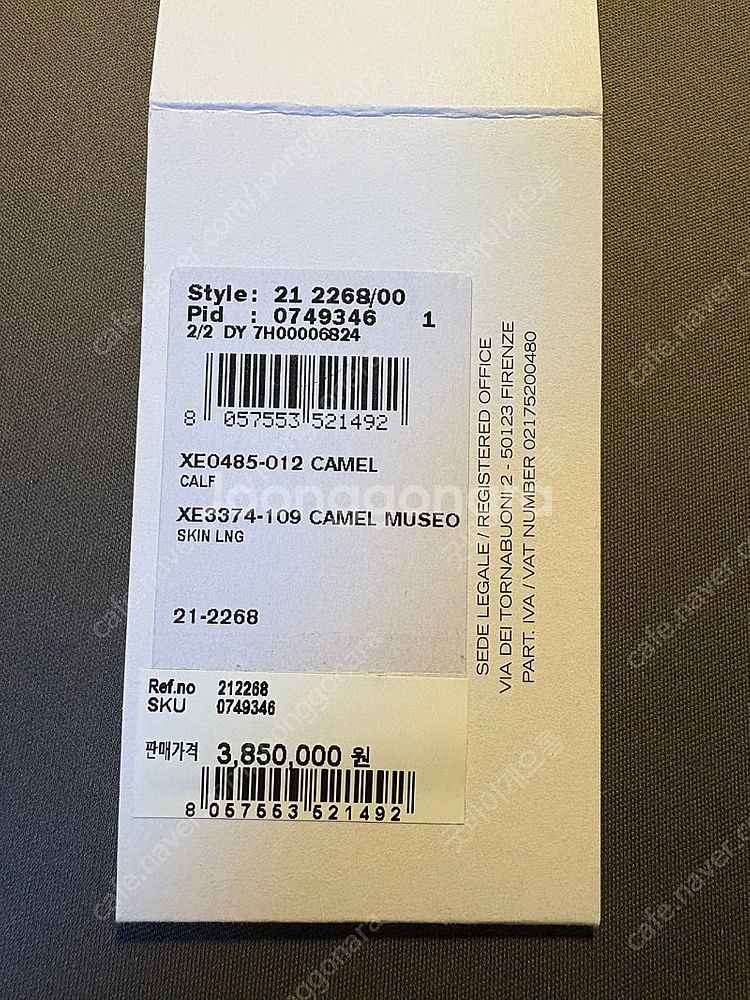 Style: 21 2268/00
Pid : 0749346 1
2/2 DY 7H00006824
8 057553 521492
XE0485-012 CAMEL
CALF
XE3374-109 CAMEL MUSEO
SKIN LNG
21-2268
Ref.no 212268
SKU 0749346
판매가격 3,850,000 원
8 057553 521492
SEDE LEGALE / REGISTERED OFFICE
VIA DEI TORNABUONI 2 - 50123 FIRENZE
PART. IVA / VAT NUMBER 02175200480
Joonggonara
cafe.naver.com/joonggonara